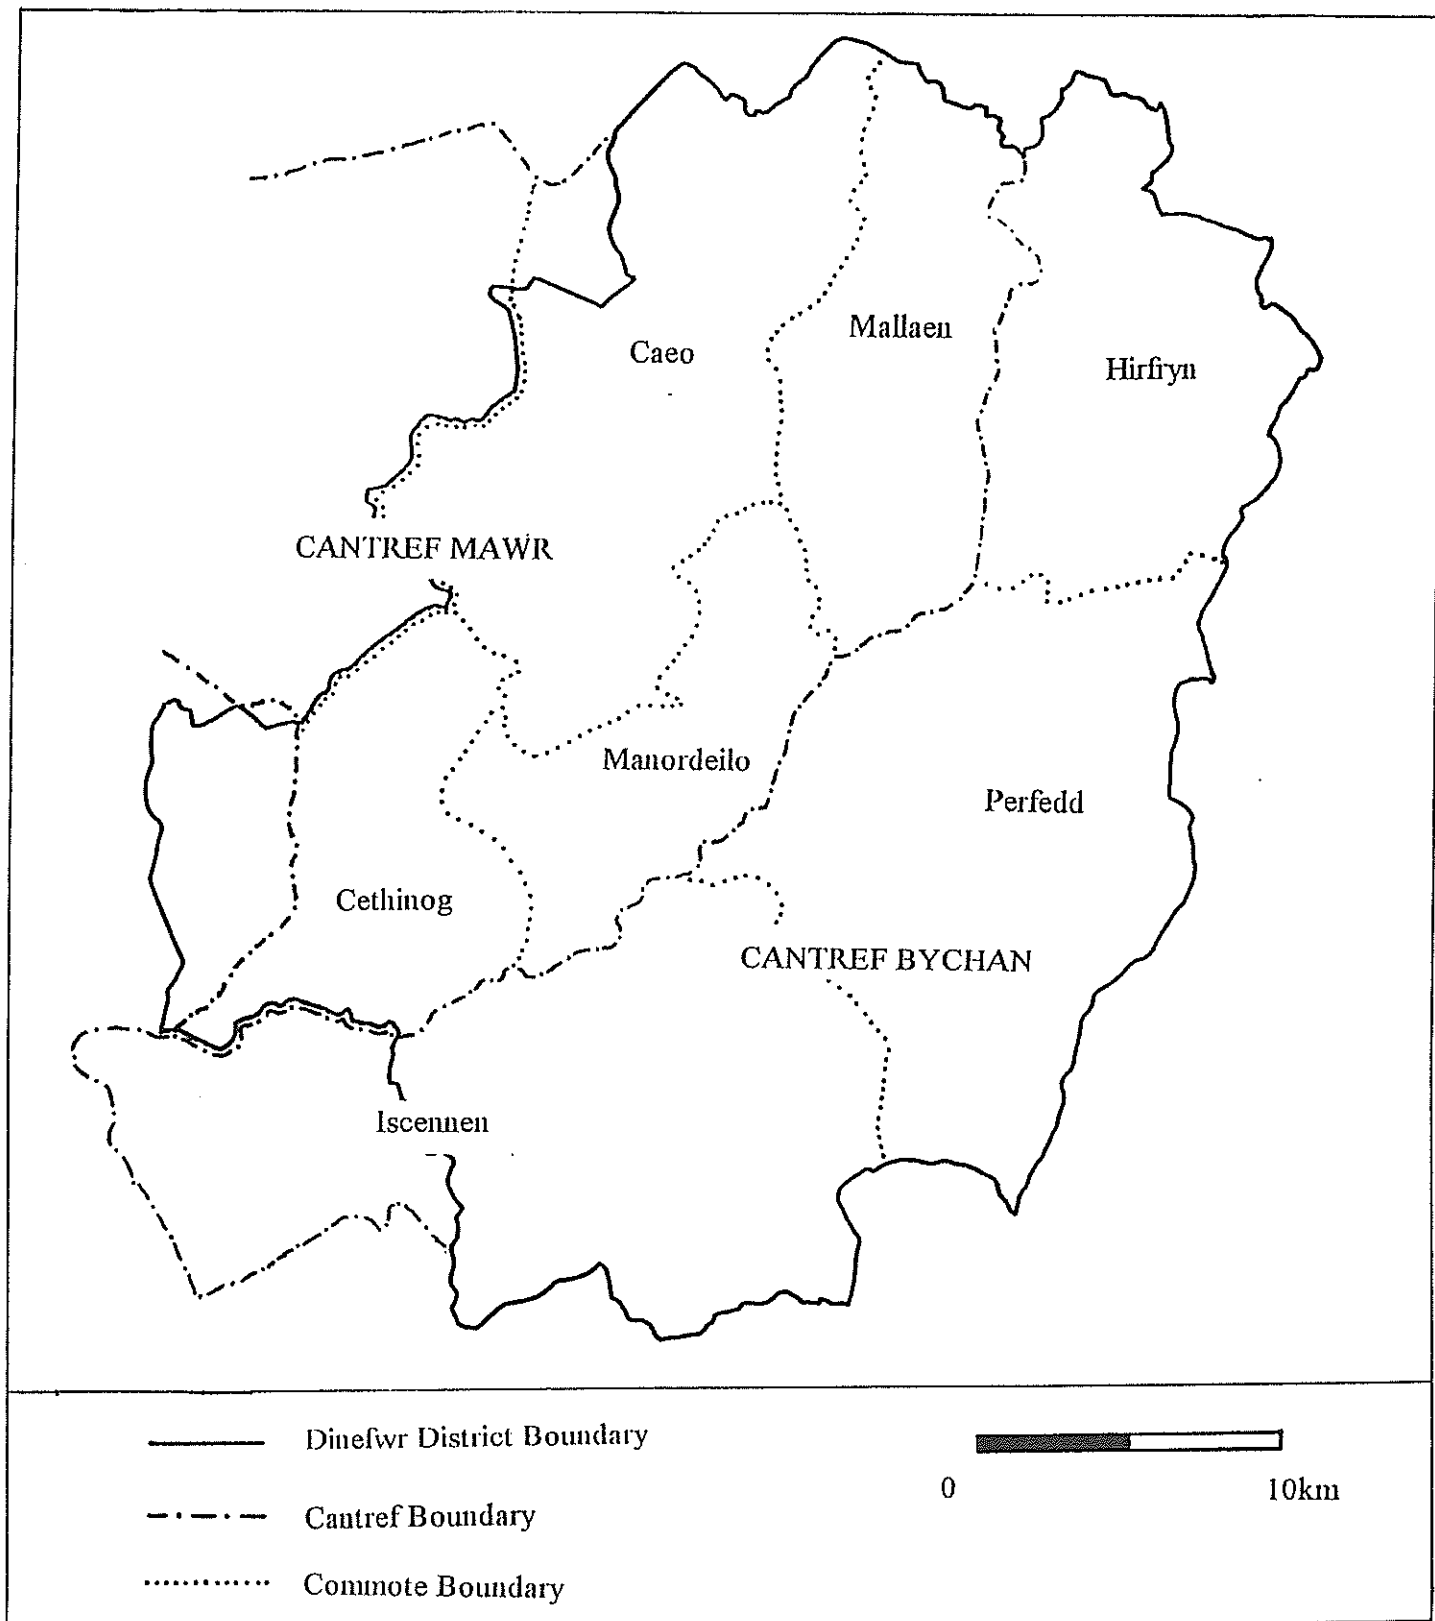 Mallaen
Caeo
Hirfryn
CANTREF MAWR
Manordeilo
Perfedd
Cethinog
CANTREF BYCHAN
Iscennen
Dinefwr District Boundary
0 10km
Cantref Boundary
Commote Boundary